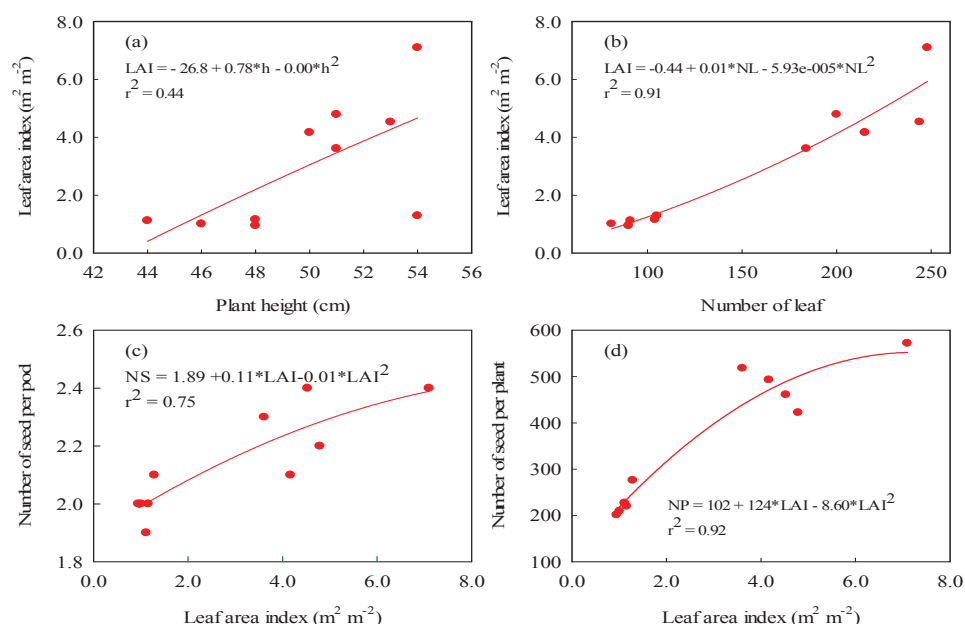 (a)
LAI = - 26.8 + 0.78*h - 0.00*h²
r² = 0.44
Leaf area index (m² m⁻²)
8.0
6.0
4.0
2.0
0.0
42 44 46 48 50 52 54 56
Plant height (cm)
(b)
LAI = -0.44 + 0.01*NL - 5.93e-005*NL²
r² = 0.91
Leaf area index (m² m⁻²)
8.0
6.0
4.0
2.0
0.0
100 150 200 250
Number of leaf
(c)
NS = 1.89 +0.11*LAI-0.01*LAI²
r² = 0.75
Number of seed per pod
2.6
2.4
2.2
2.0
1.8
0.0 2.0 4.0 6.0 8.0
Leaf area index (m² m⁻²)
(d)
NP = 102 + 124*LAI - 8.60*LAI²
r² = 0.92
Number of seed per plant
600
500
400
300
200
100
0.0 2.0 4.0 6.0 8.0
Leaf area index (m² m⁻²)